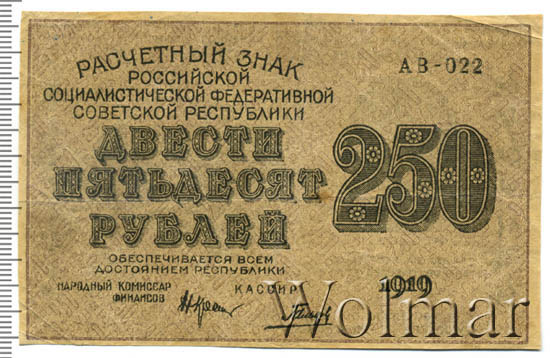 РАСЧЕТНЫЙ ЗНАК
РОССИЙСКОЙ
СОЦИАЛИСТИЧЕСКОЙ ФЕДЕРАТИВНОЙ
СОВЕТСКОЙ РЕСПУБЛИКИ
АВ-022
ДВЕСТИ
ПЯТЬДЕСЯТ
РУБЛЕЙ
250
ОБЕСПЕЧИВАЕТСЯ ВСЕМ
ДОСТОЯНИЕМ РЕСПУБЛИКИ
НАРОДНЫЙ КОМИССАР
ФИНАНСОВ
КАССИР
1919
Volmar